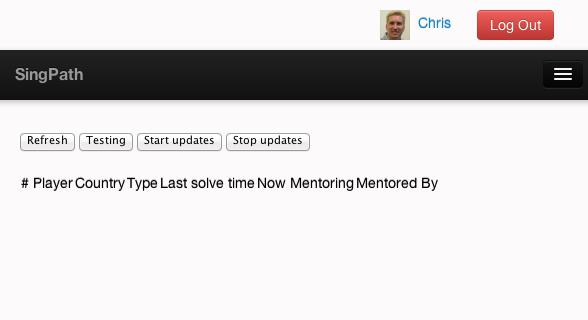 Chris Log Out
SingPath
Refresh Testing Start updates Stop updates
# Player Country Type Last solve time Now Mentoring Mentored By